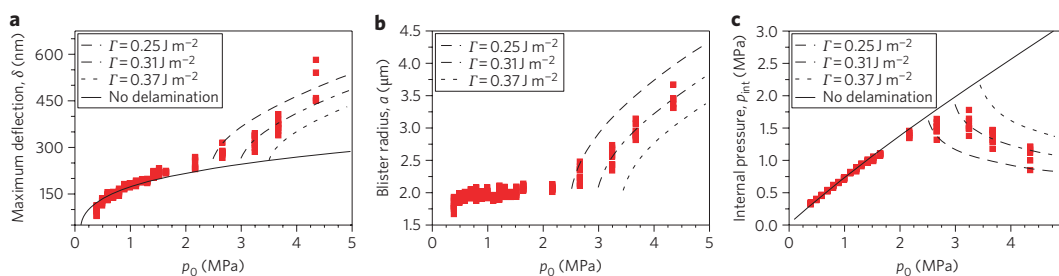 a
Maximum deflection, δ (nm)
600
450
300
150
Γ = 0.25 J m⁻²
Γ = 0.31 J m⁻²
Γ = 0.37 J m⁻²
No delamination
0 1 2 3 4 5
p₀ (MPa)
b
Blister radius, a (μm)
4.5
4.0
3.5
3.0
2.5
2.0
1.5
Γ = 0.25 J m⁻²
Γ = 0.31 J m⁻²
Γ = 0.37 J m⁻²
0 1 2 3 4 5
p₀ (MPa)
c
Internal pressure, pᵢₙₜ (MPa)
3.0
2.5
2.0
1.5
1.0
0.5
0.0
Γ = 0.25 J m⁻²
Γ = 0.31 J m⁻²
Γ = 0.37 J m⁻²
No delamination
0 1 2 3 4
p₀ (MPa)